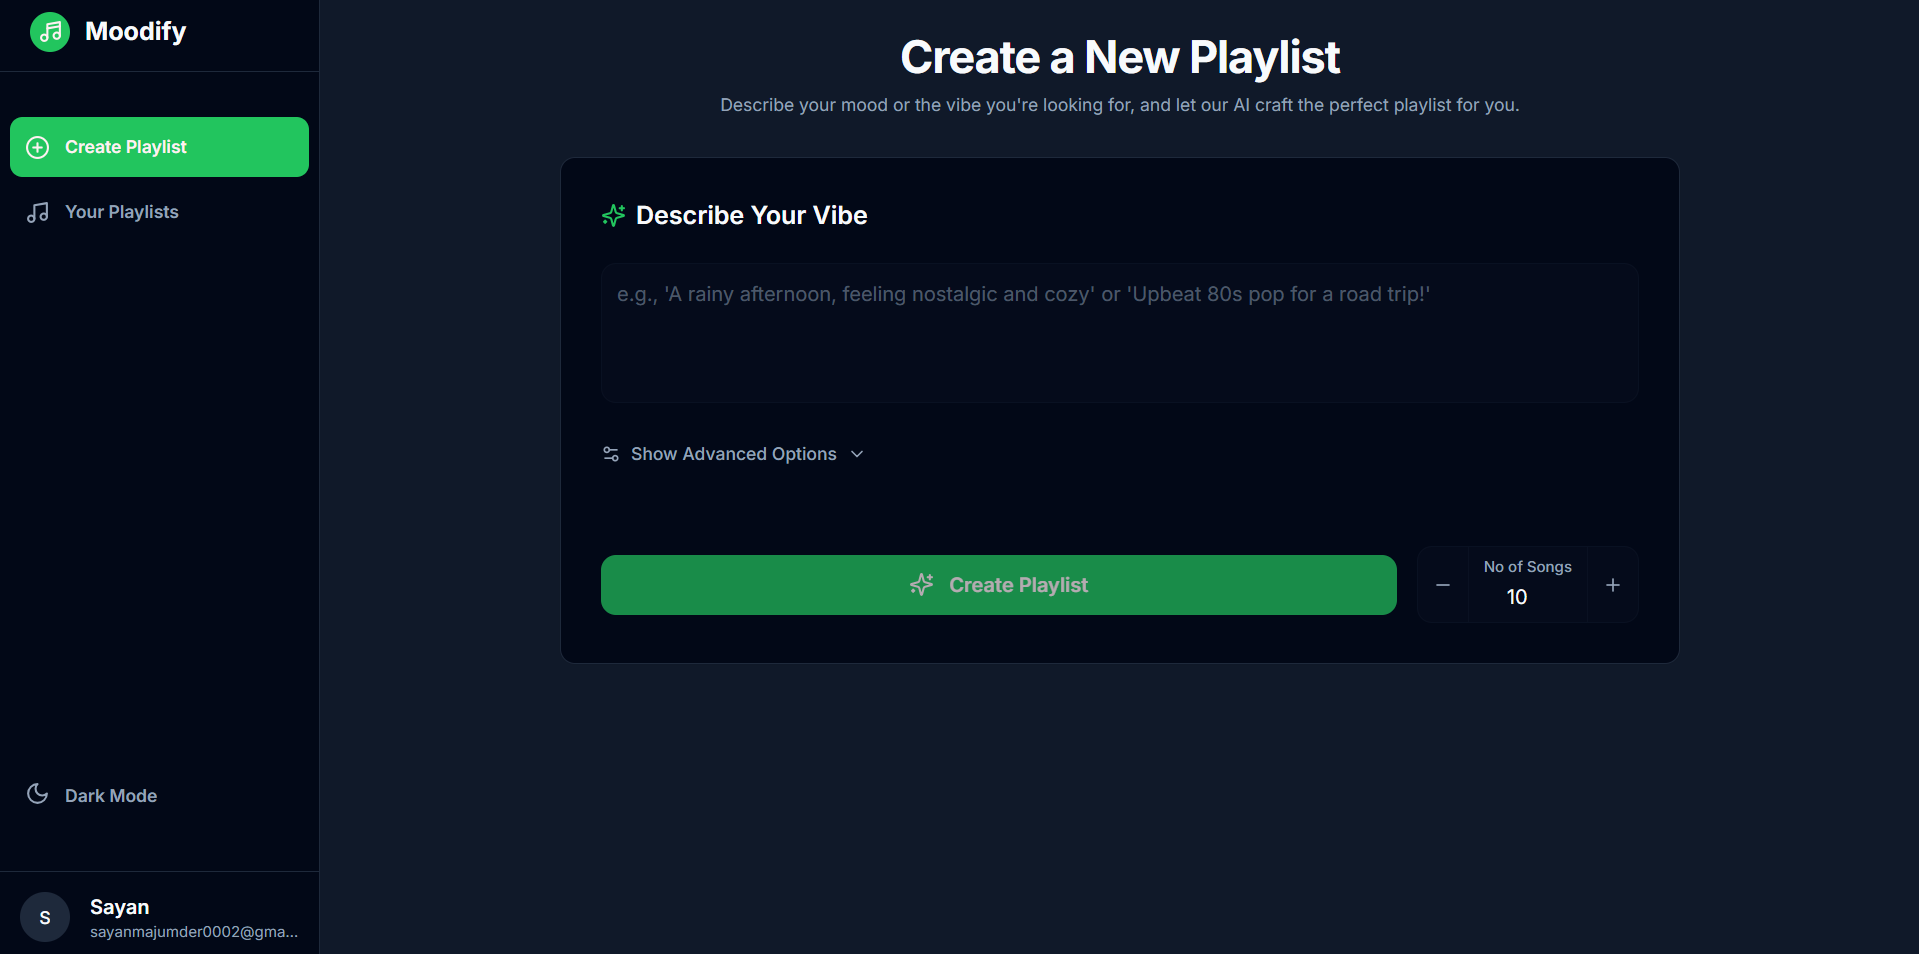 Moodify
Create Playlist
Your Playlists
Dark Mode
S
Sayan
sayanmajumder0002@gma...
Create a New Playlist
Describe your mood or the vibe you're looking for, and let our AI craft the perfect playlist for you.
Describe Your Vibe
e.g., 'A rainy afternoon, feeling nostalgic and cozy' or 'Upbeat 80s pop for a road trip!'
Show Advanced Options
Create Playlist
No of Songs
10